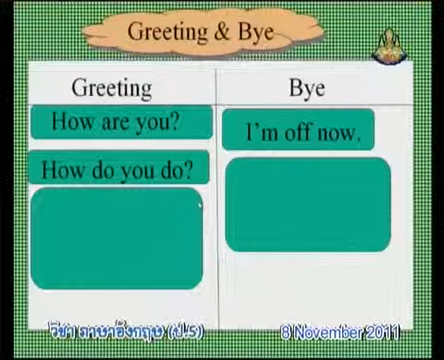 Greeting & Bye
Greeting
Bye
How are you?
I'm off now.
How do you do?
วิชา ภาษาอังกฤษ (ป.5)
8 November 2011